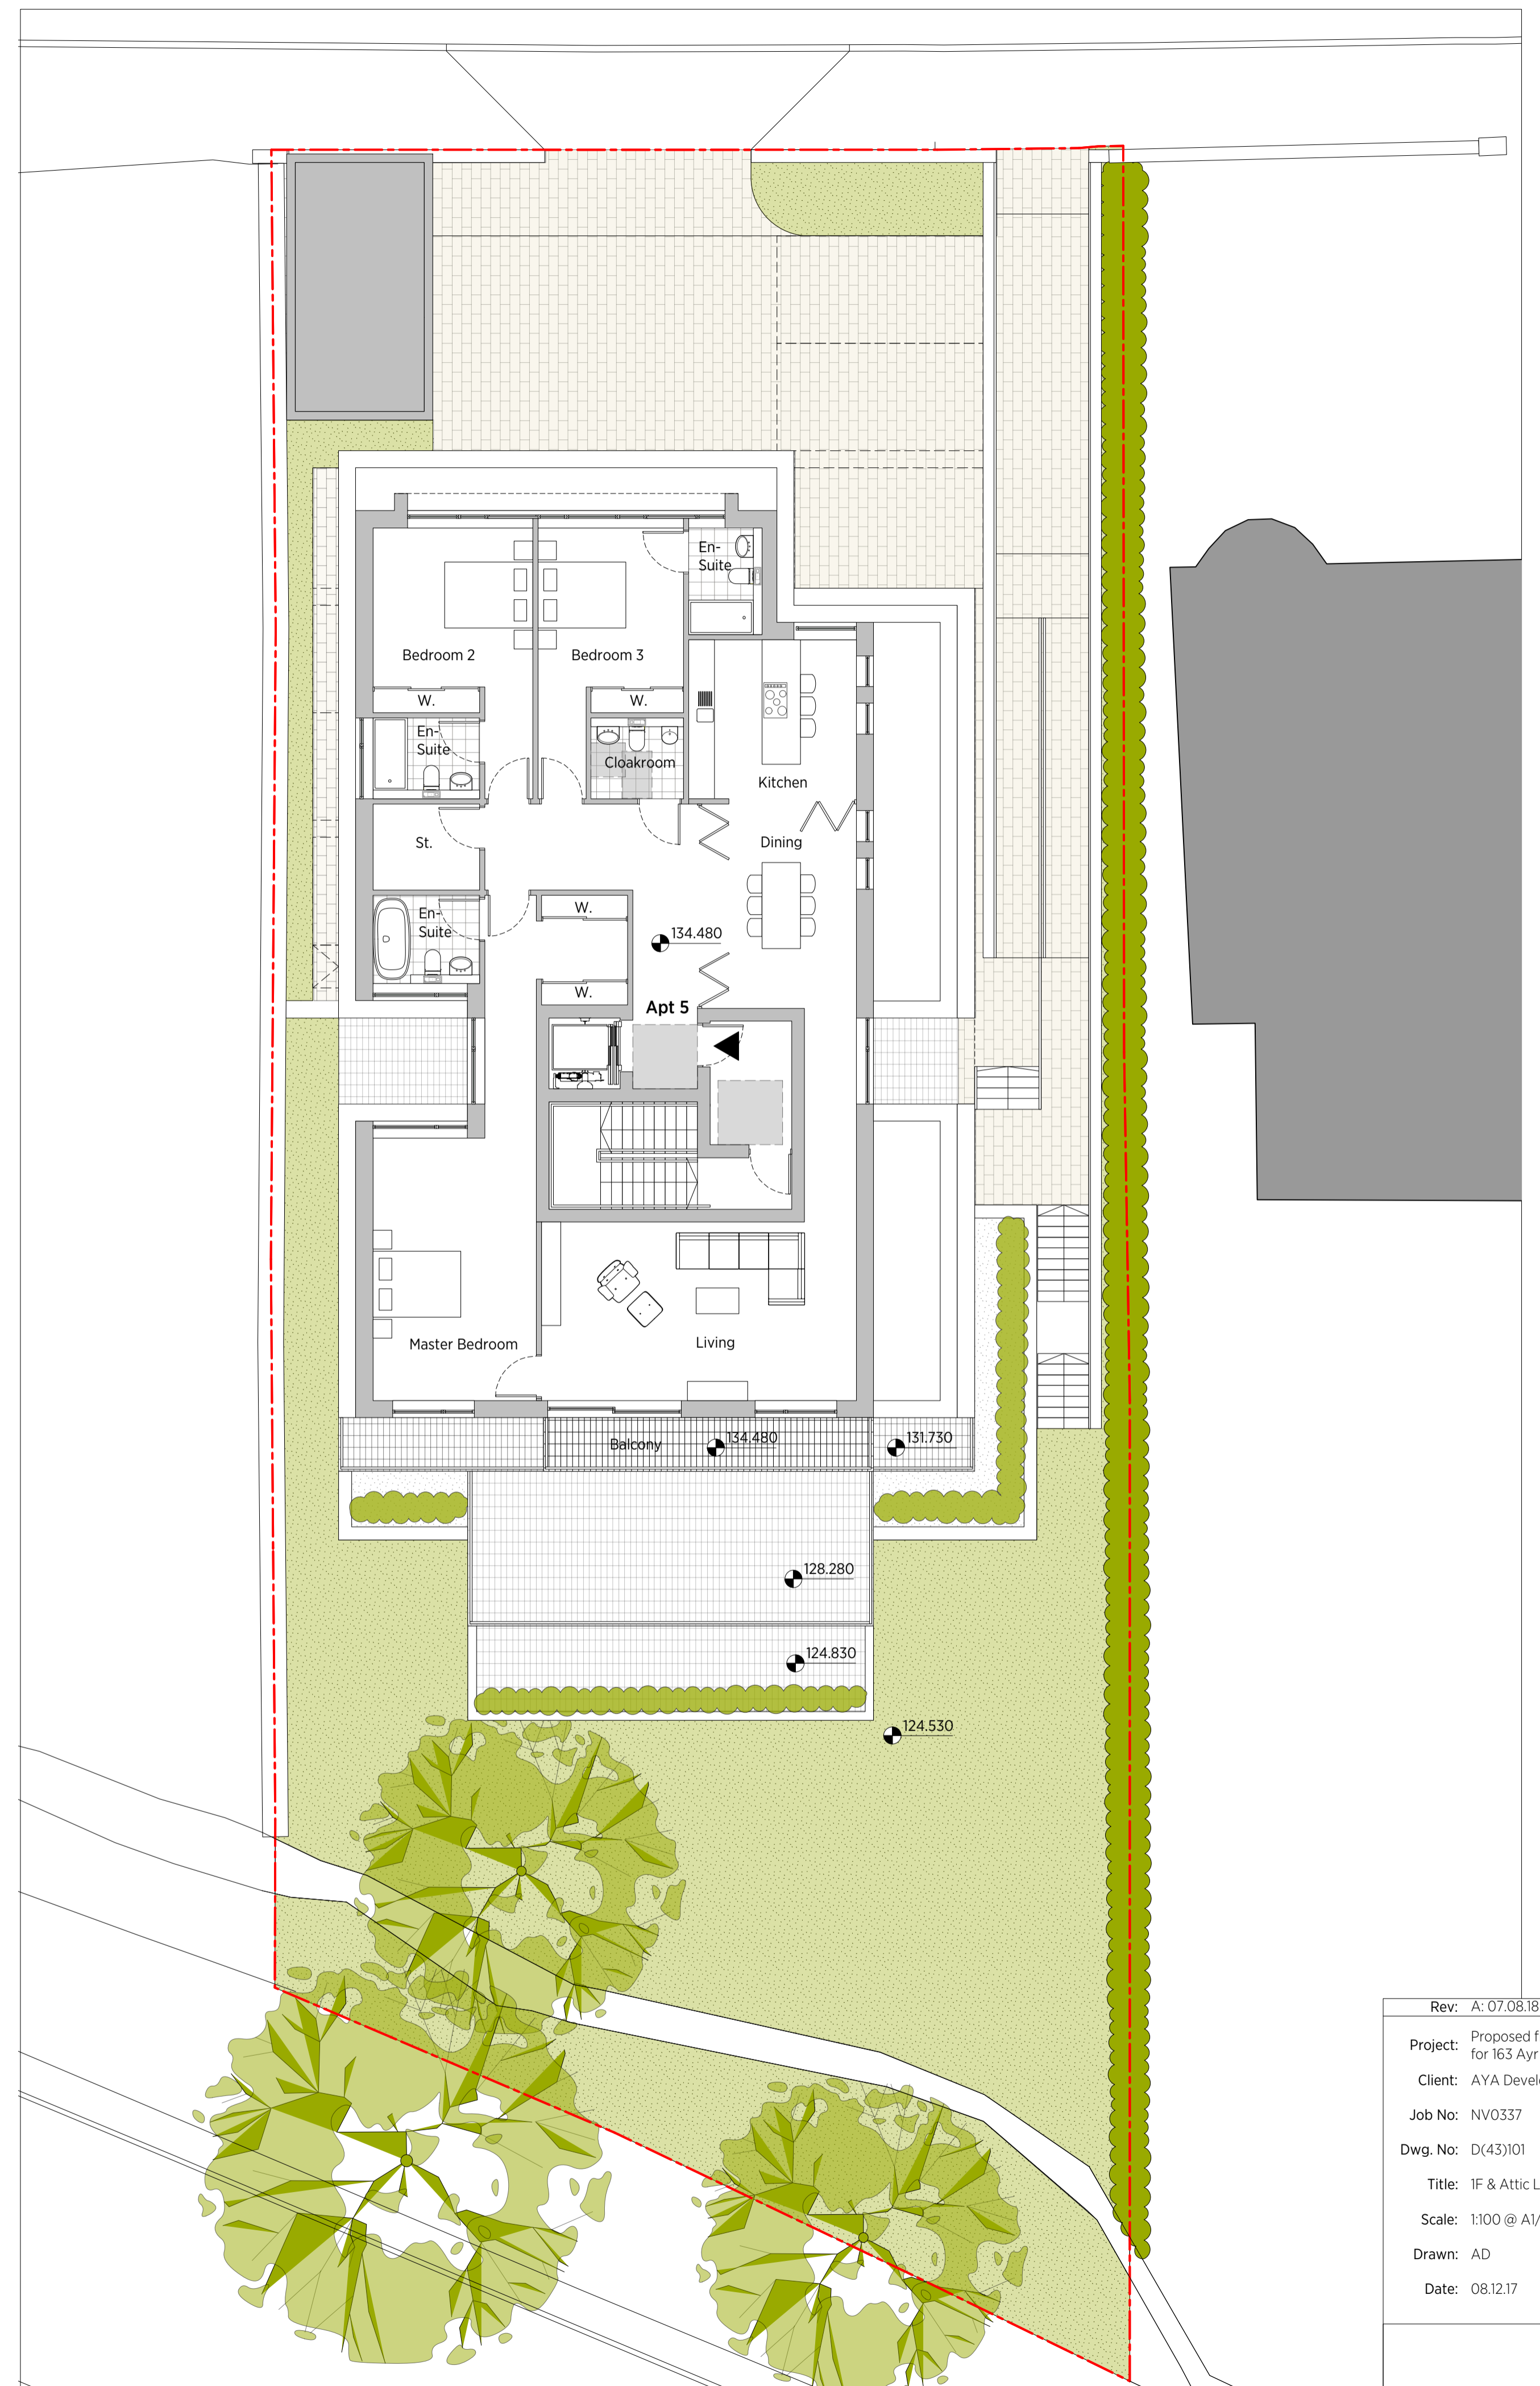 En-
Suite
Bedroom 2
Bedroom 3
W.
W.
En-
Suite
Cloakroom
Kitchen
St.
Dining
En-
Suite
W.
134.480
W.
Apt 5
Master Bedroom
Living
Balcony
134.480
131.730
128.280
124.830
124.530
Rev: A: 07.08.18
Project: Proposed f
for 163 Ayr
Client: AYA Devel
Job No: NV0337
Dwg. No: D(43)101
Title: 1F & Attic L
Scale: 1:100 @ A1/
Drawn: AD
Date: 08.12.17